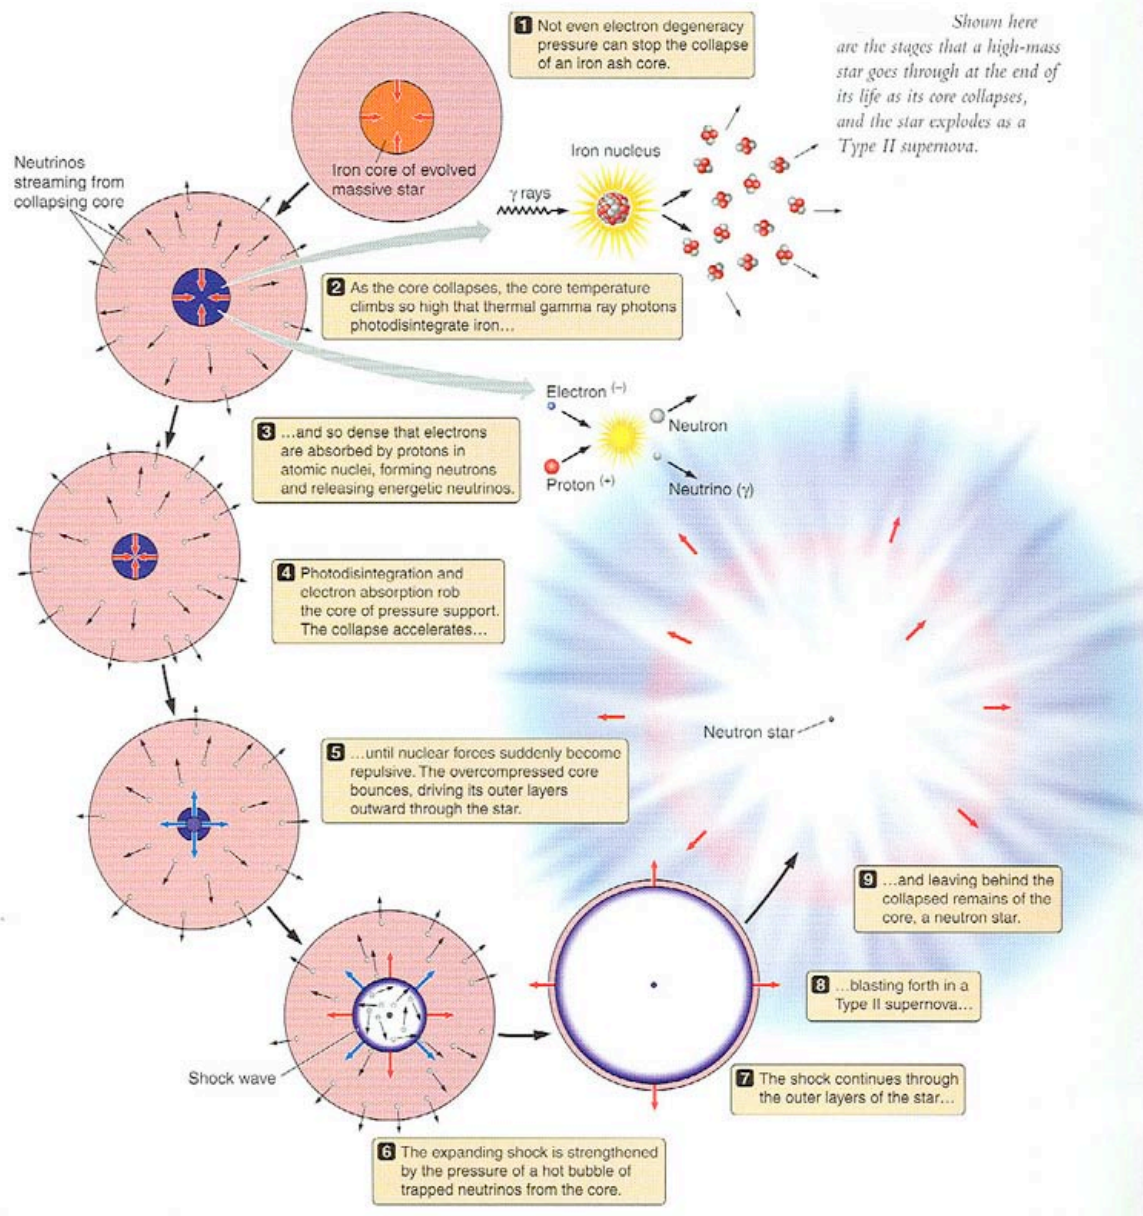 1 Not even electron degeneracy
pressure can stop the collapse
of an iron ash core.
Shown here
are the stages that a high-mass
star goes through at the end of
its life as its core collapses,
and the star explodes as a
Type II supernova.
Iron core of evolved
massive star
Neutrinos
streaming from
collapsing core
Iron nucleus
γ rays
2 As the core collapses, the core temperature
climbs so high that thermal gamma ray photons
photodisintegrate iron...
3 ...and so dense that electrons
are absorbed by protons in
atomic nuclei, forming neutrons
and releasing energetic neutrinos.
Electron (–)
Neutron
Proton (+)
Neutrino (γ)
4 Photodisintegration and
electron absorption rob
the core of pressure support.
The collapse accelerates...
Neutron star
5 ...until nuclear forces suddenly become
repulsive. The overcompressed core
bounces, driving its outer layers
outward through the star.
Shock wave
6 The expanding shock is strengthened
by the pressure of a hot bubble of
trapped neutrinos from the core.
7 The shock continues through
the outer layers of the star...
8 ...blasting forth in a
Type II supernova...
9 ...and leaving behind the
collapsed remains of the
core, a neutron star.